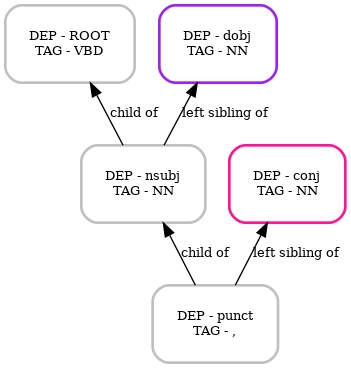 DEP - ROOT
TAG - VBD
DEP - dobj
TAG - NN
child of
left sibling of
DEP - nsubj
TAG - NN
DEP - conj
TAG - NN
child of
left sibling of
DEP - punct
TAG - ,